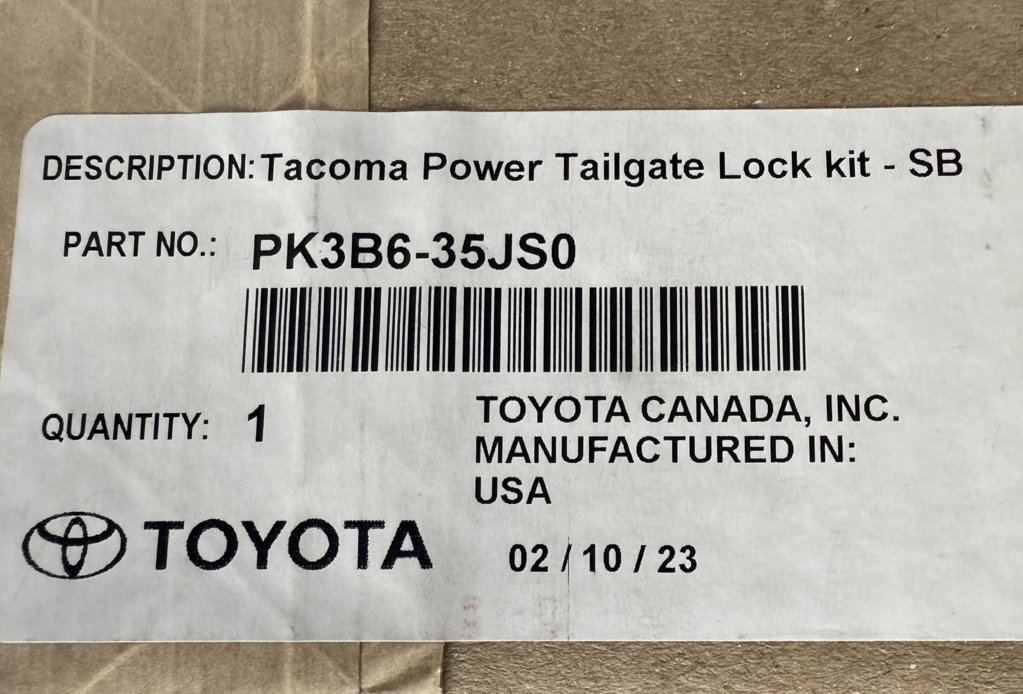 DESCRIPTION: Tacoma Power Tailgate Lock kit - SB
PART NO.: PK3B6-35JS0
QUANTITY: 1
TOYOTA CANADA, INC.
MANUFACTURED IN:
USA
TOYOTA
02 / 10 / 23